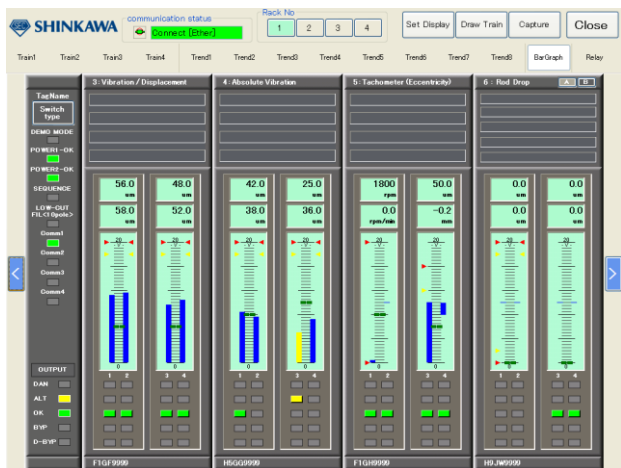 SHINKAWA
communication status
Connect [Ether]
Rack No
1 2 3 4
Set Display
Draw Train
Capture
Close
Train1 Train2 Train3 Train4 Trend1 Trend2 Trend3 Trend4 Trend5 Trend6 Trend7 Trend8 BarGraph Relay
TagName
Switch
type
DEMO MODE
POWER1-OK
POWER2-OK
SEQUENCE
LOW-CUT
FIL<10pole>
Comm1
Comm2
Comm3
Comm4
OUTPUT
DAN
ALT
OK
BYP
D-BYP
3: Vibration / Displacement
56.0 48.0
um um
58.0 52.0
um um
20 20
0 0
1 2 3 4
F1GF9999
4: Absolute Vibration
42.0 25.0
um um
38.0 36.0
um um
20 20
0 0
1 2 3 4
H5GQ9999
5: Tachometer (Eccentricity)
1800 50.0
rpm um
0.0 -0.2
rpm/min mm
20 20
0 0
1 2 3 4
F1GH9999
6 : Rod Drop
A B
0.0 0.0
um um
0.0 0.0
um um
20 20
0 0
1 2 3 4
H9JW9999